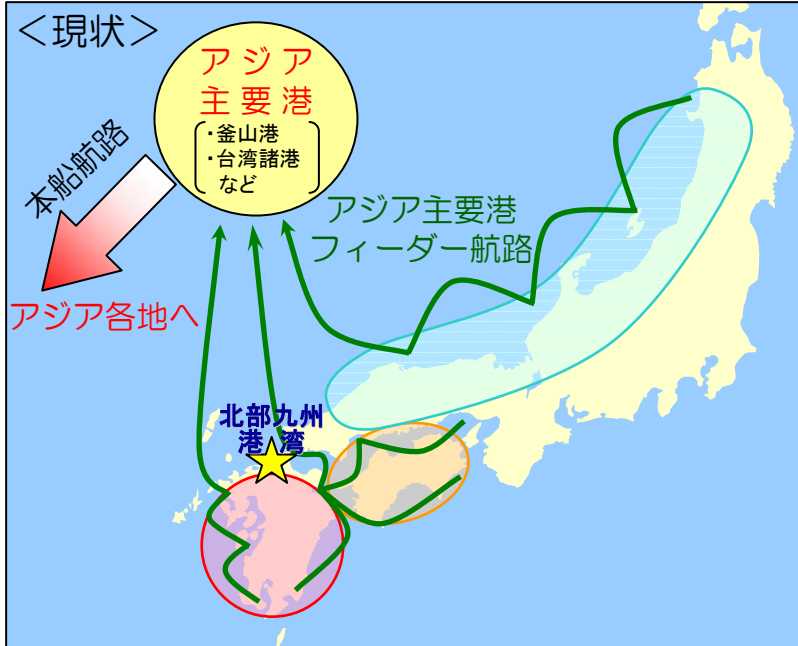 ＜現状＞
アジア
主要港
・釜山港
・台湾諸港
など
本船航路
アジア各地へ
アジア主要港
フィーダー航路
北部九州
港湾